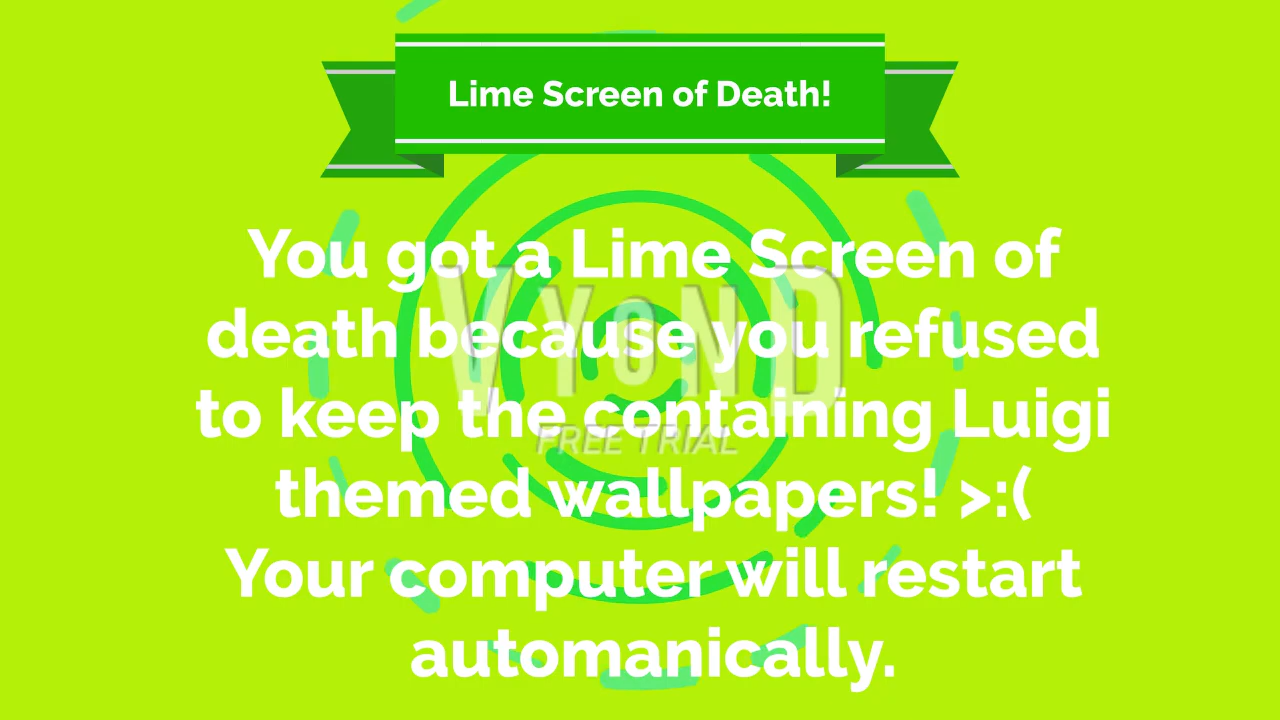 Lime Screen of Death!
You got a Lime Screen of
death because you refused
to keep the containing Luigi
themed wallpapers! >:(
Your computer will restart
automanically.
VYOND
FREE TRIAL